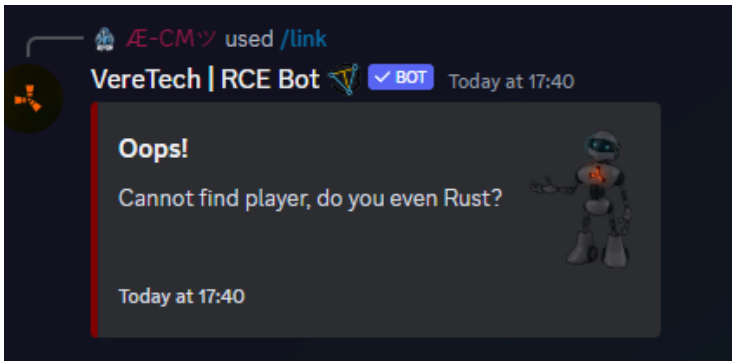 Æ-CMツ used /link
VereTech | RCE Bot BOT Today at 17:40
Oops!
Cannot find player, do you even Rust?
Today at 17:40